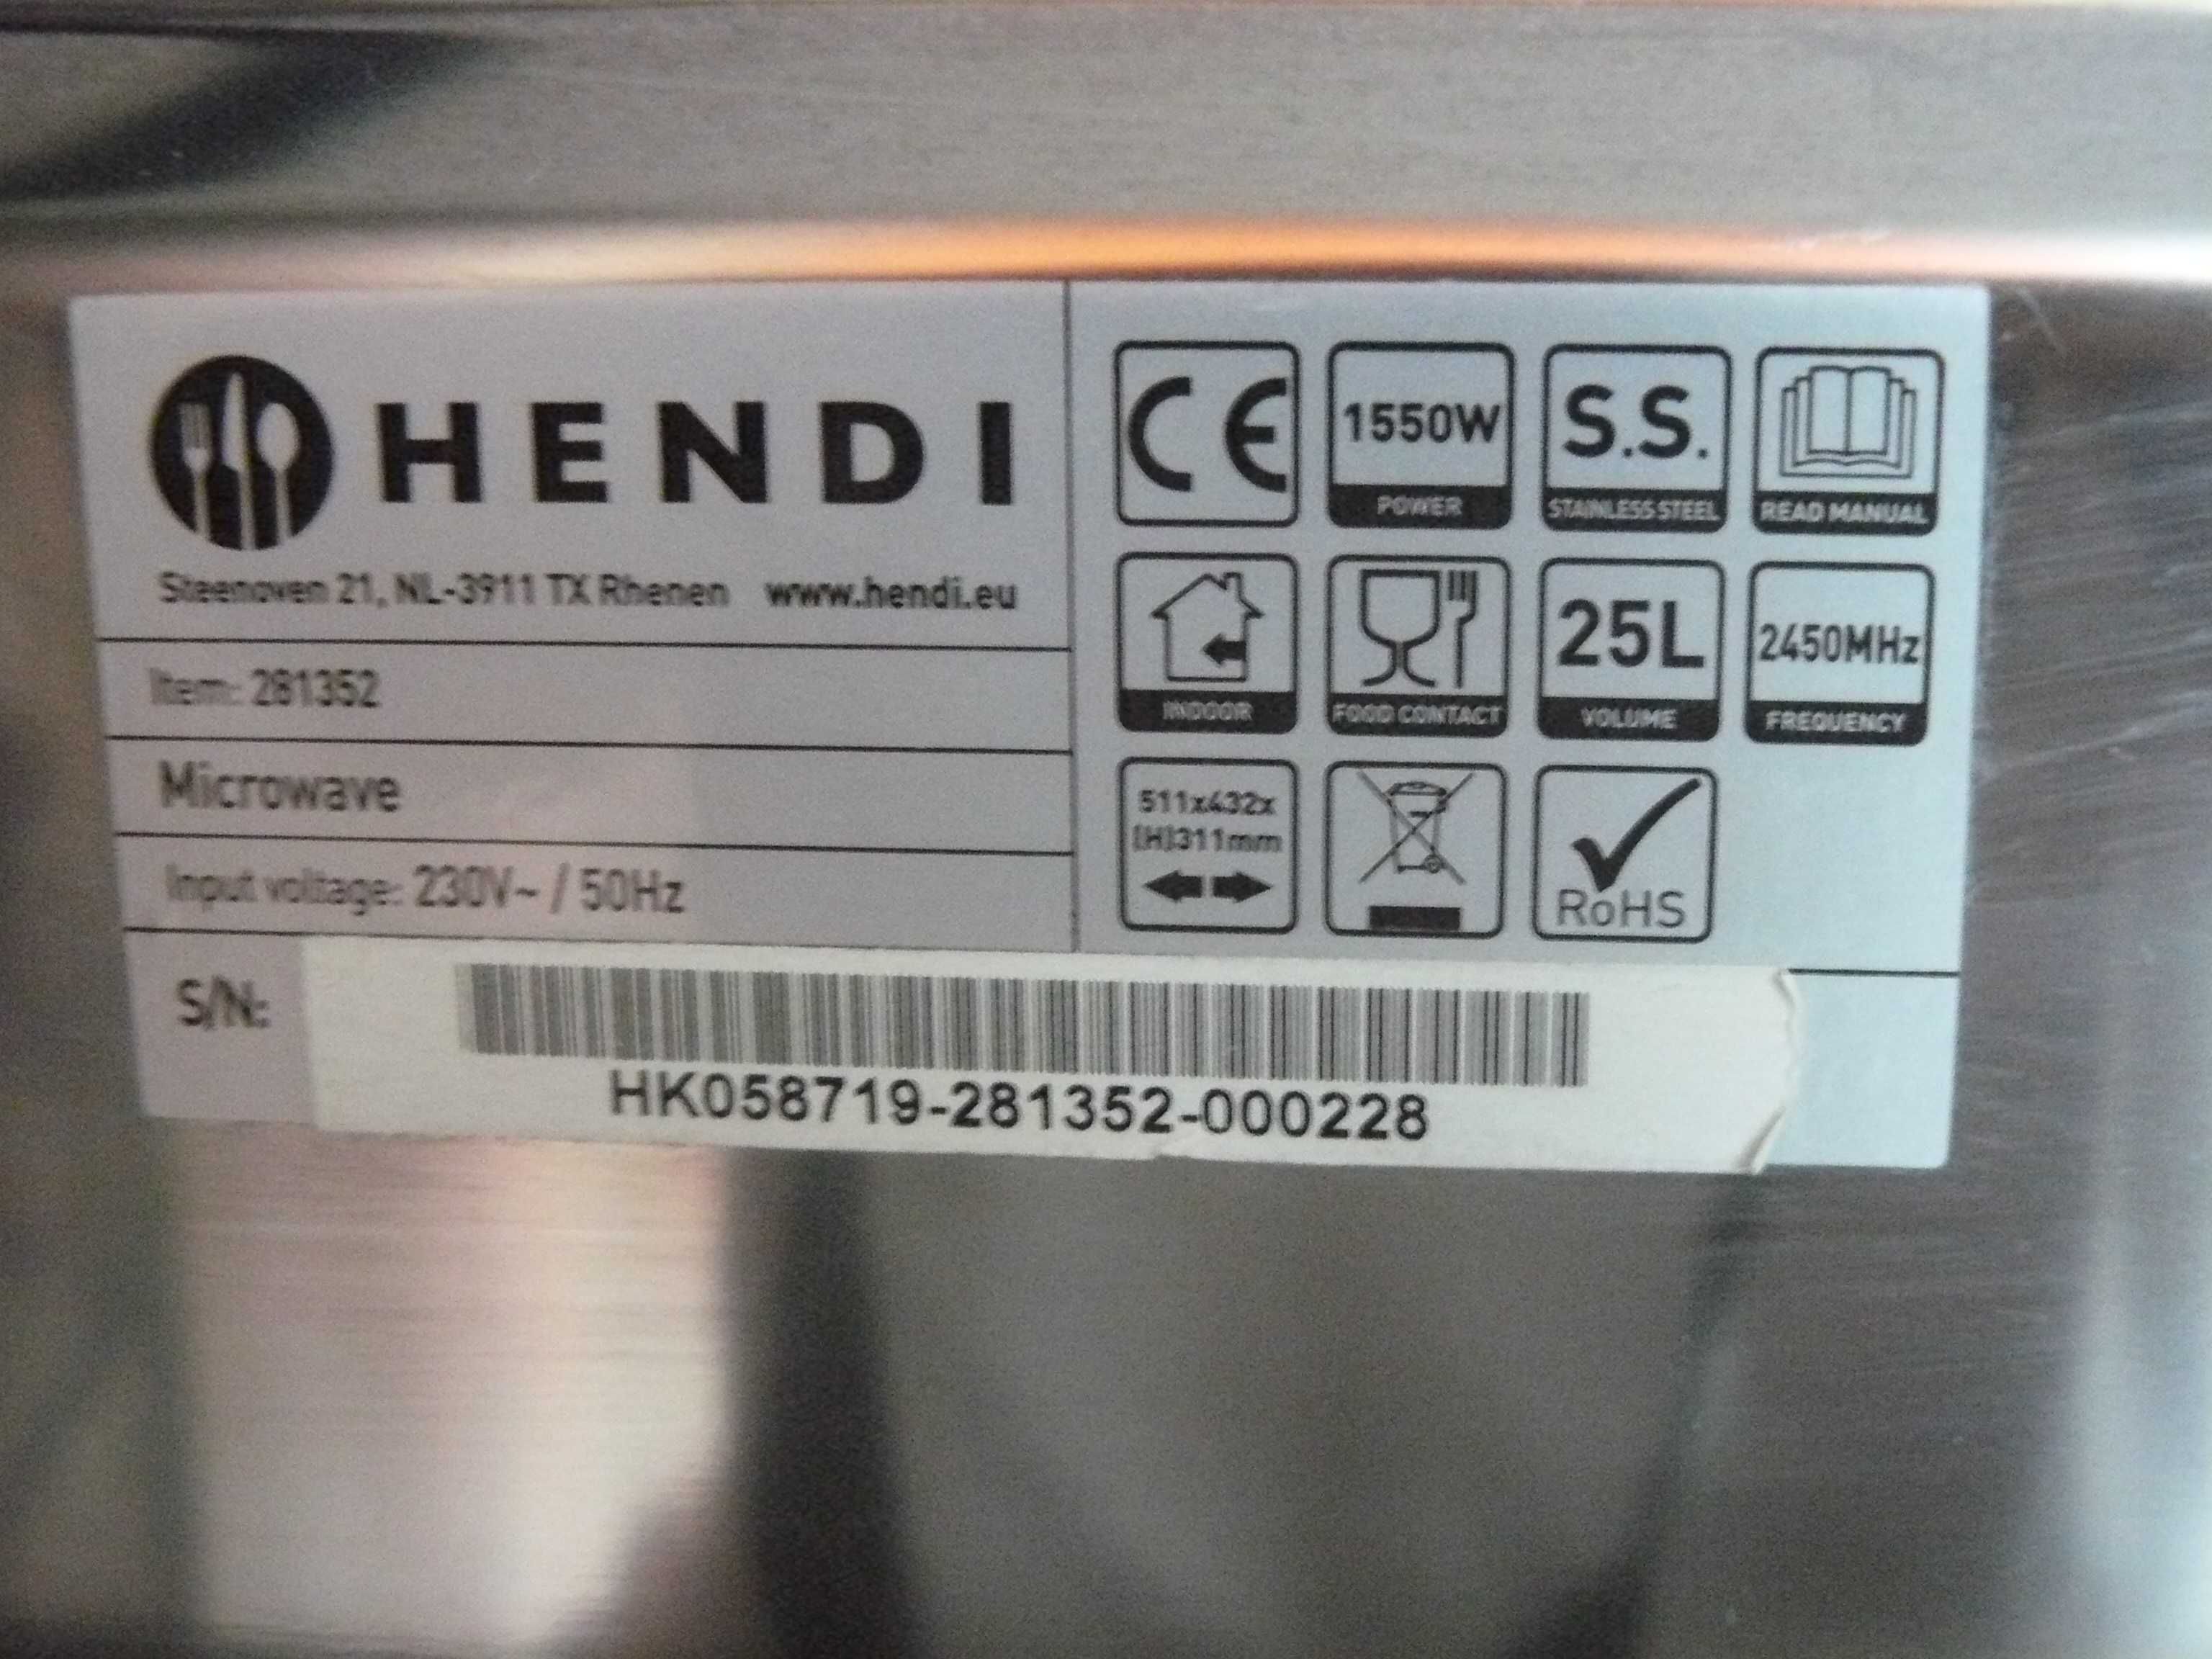 HENDI
Steenoven 21, NL-3911 TX Rhenen www.hendi.eu
Item: 281352
Microwave
Input voltage: 230V~ / 50Hz
S/N:
HK058719-281352-000228
CE
1550W
POWER
S.S.
STAINLESS STEEL
READ MANUAL
INDOOR
FOOD CONTACT
25L
VOLUME
2450MHz
FREQUENCY
511x432x
(H)311mm
RoHS